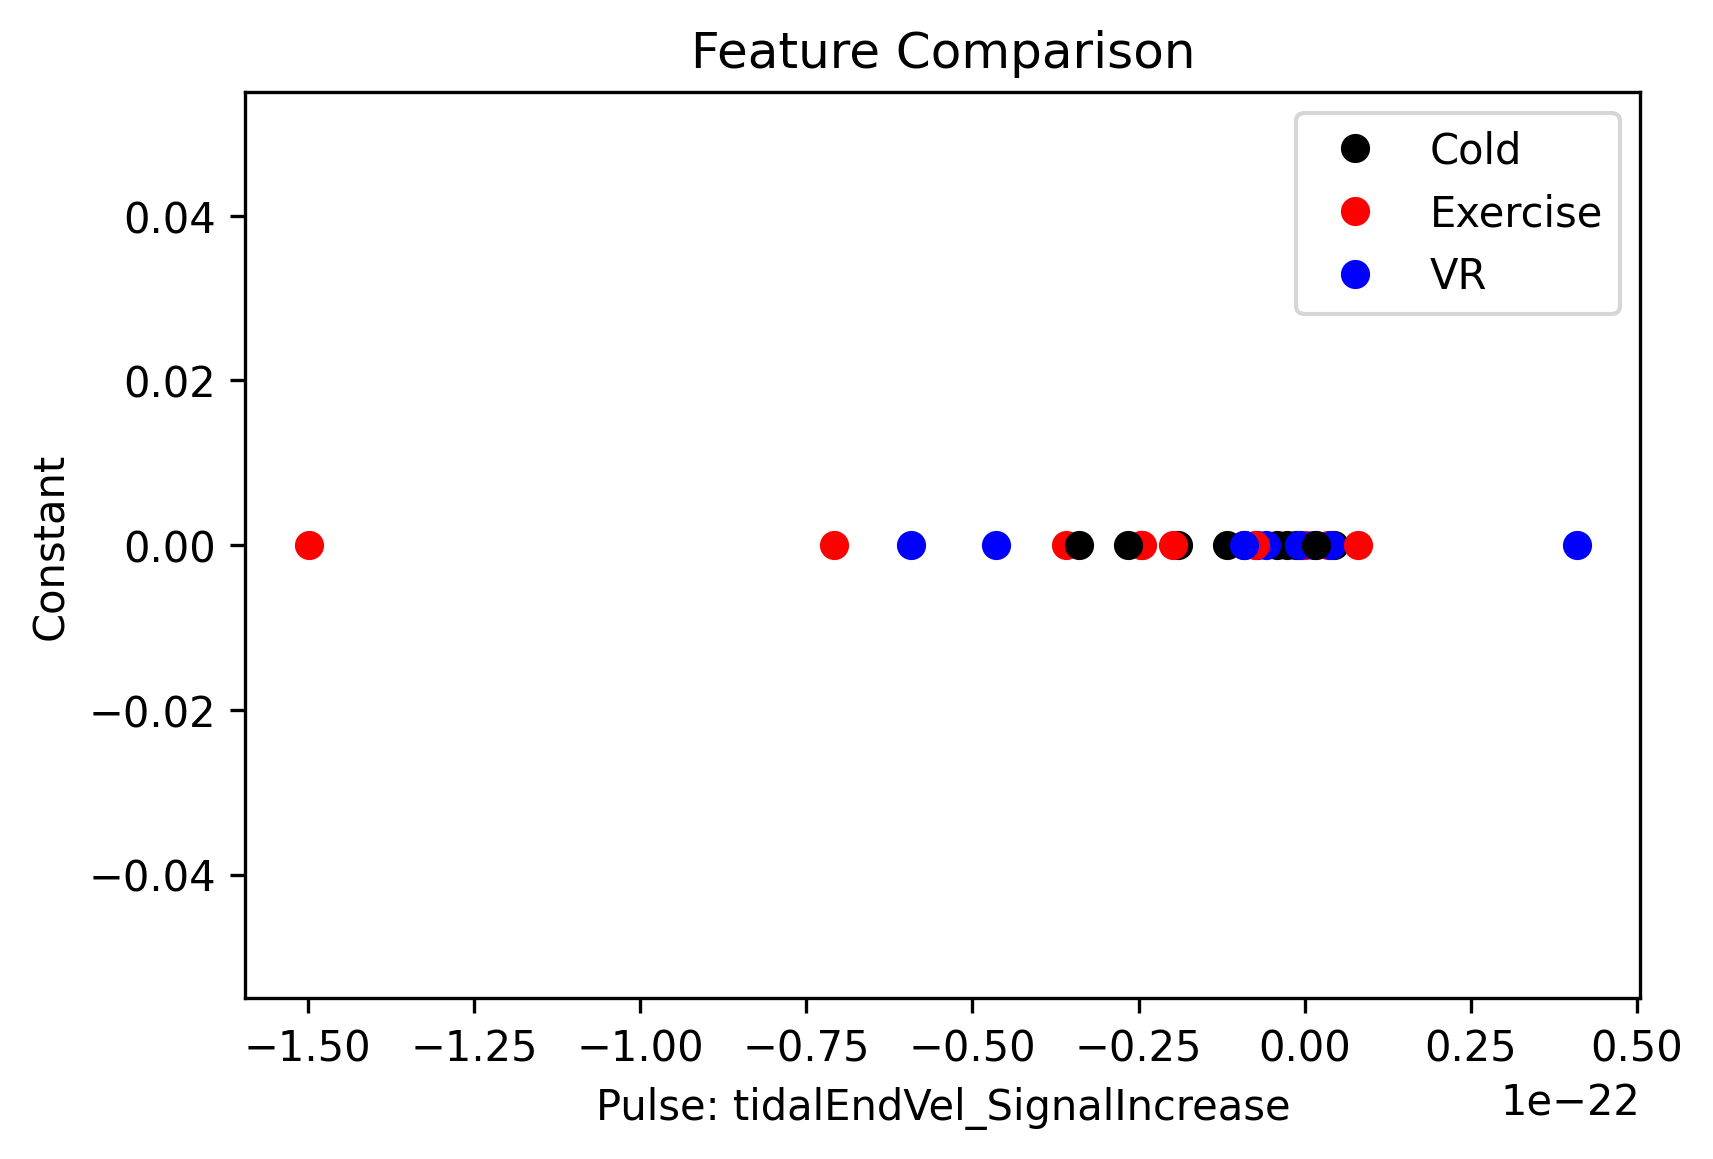 Feature Comparison
Cold
Exercise
VR
0.04
0.02
0.00
−0.02
−0.04
Constant
−1.50 −1.25 −1.00 −0.75 −0.50 −0.25 0.00 0.25 0.50
1e−22
Pulse: tidalEndVel_SignalIncrease